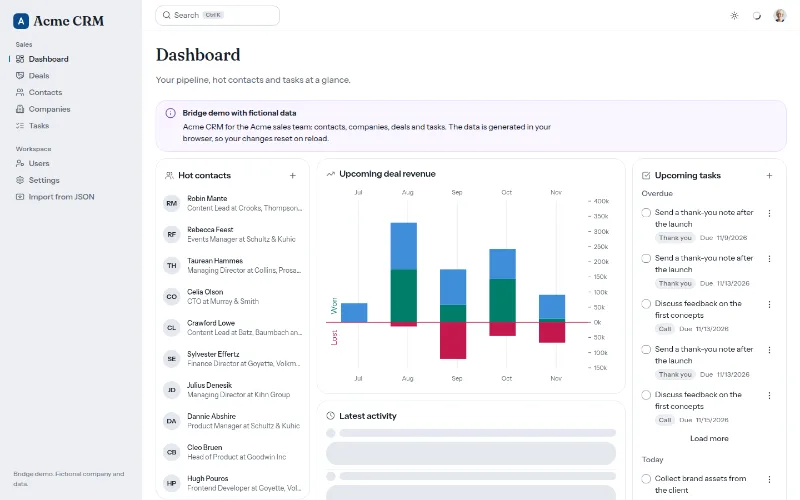 A Acme CRM
Sales
Dashboard
Deals
Contacts
Companies
Tasks
Workspace
Users
Settings
Import from JSON
Bridge demo. Fictional company and
data.
Search Ctrl K
Dashboard
Your pipeline, hot contacts and tasks at a glance.
Bridge demo with fictional data
Acme CRM for the Acme sales team: contacts, companies, deals and tasks. The data is generated in your
browser, so your changes reset on reload.
Hot contacts
RM Robin Mante
Content Lead at Crooks, Thompson...
RF Rebecca Feest
Events Manager at Schultz & Kuhic
TH Taurean Hammes
Managing Director at Collins, Prosa...
CO Celia Olson
CTO at Murray & Smith
CL Crawford Lowe
Content Lead at Batz, Baumbach an...
SE Sylvester Effertz
Finance Director at Goyette, Volkm...
JD Julius Denesik
Managing Director at Kihn Group
DA Dannie Abshire
Product Manager at Schultz & Kuhic
CB Cleo Bruen
Head of Product at Goodwin Inc
HP Hugh Pouros
Frontend Developer at Goyette, Vol...
Upcoming deal revenue
Jul Aug Sep Oct Nov
400k
350k
300k
250k
200k
150k
100k
50k
0k
50k
100k
150k
Won
Lost
Jul Aug Sep Oct Nov
Latest activity
Upcoming tasks
Overdue
Send a thank-you note after
the launch
Thank you Due 11/9/2026
Send a thank-you note after
the launch
Thank you Due 11/13/2026
Discuss feedback on the
first concepts
Call Due 11/13/2026
Send a thank-you note after
the launch
Thank you Due 11/13/2026
Discuss feedback on the
first concepts
Call Due 11/15/2026
Load more
Today
Collect brand assets from
the client